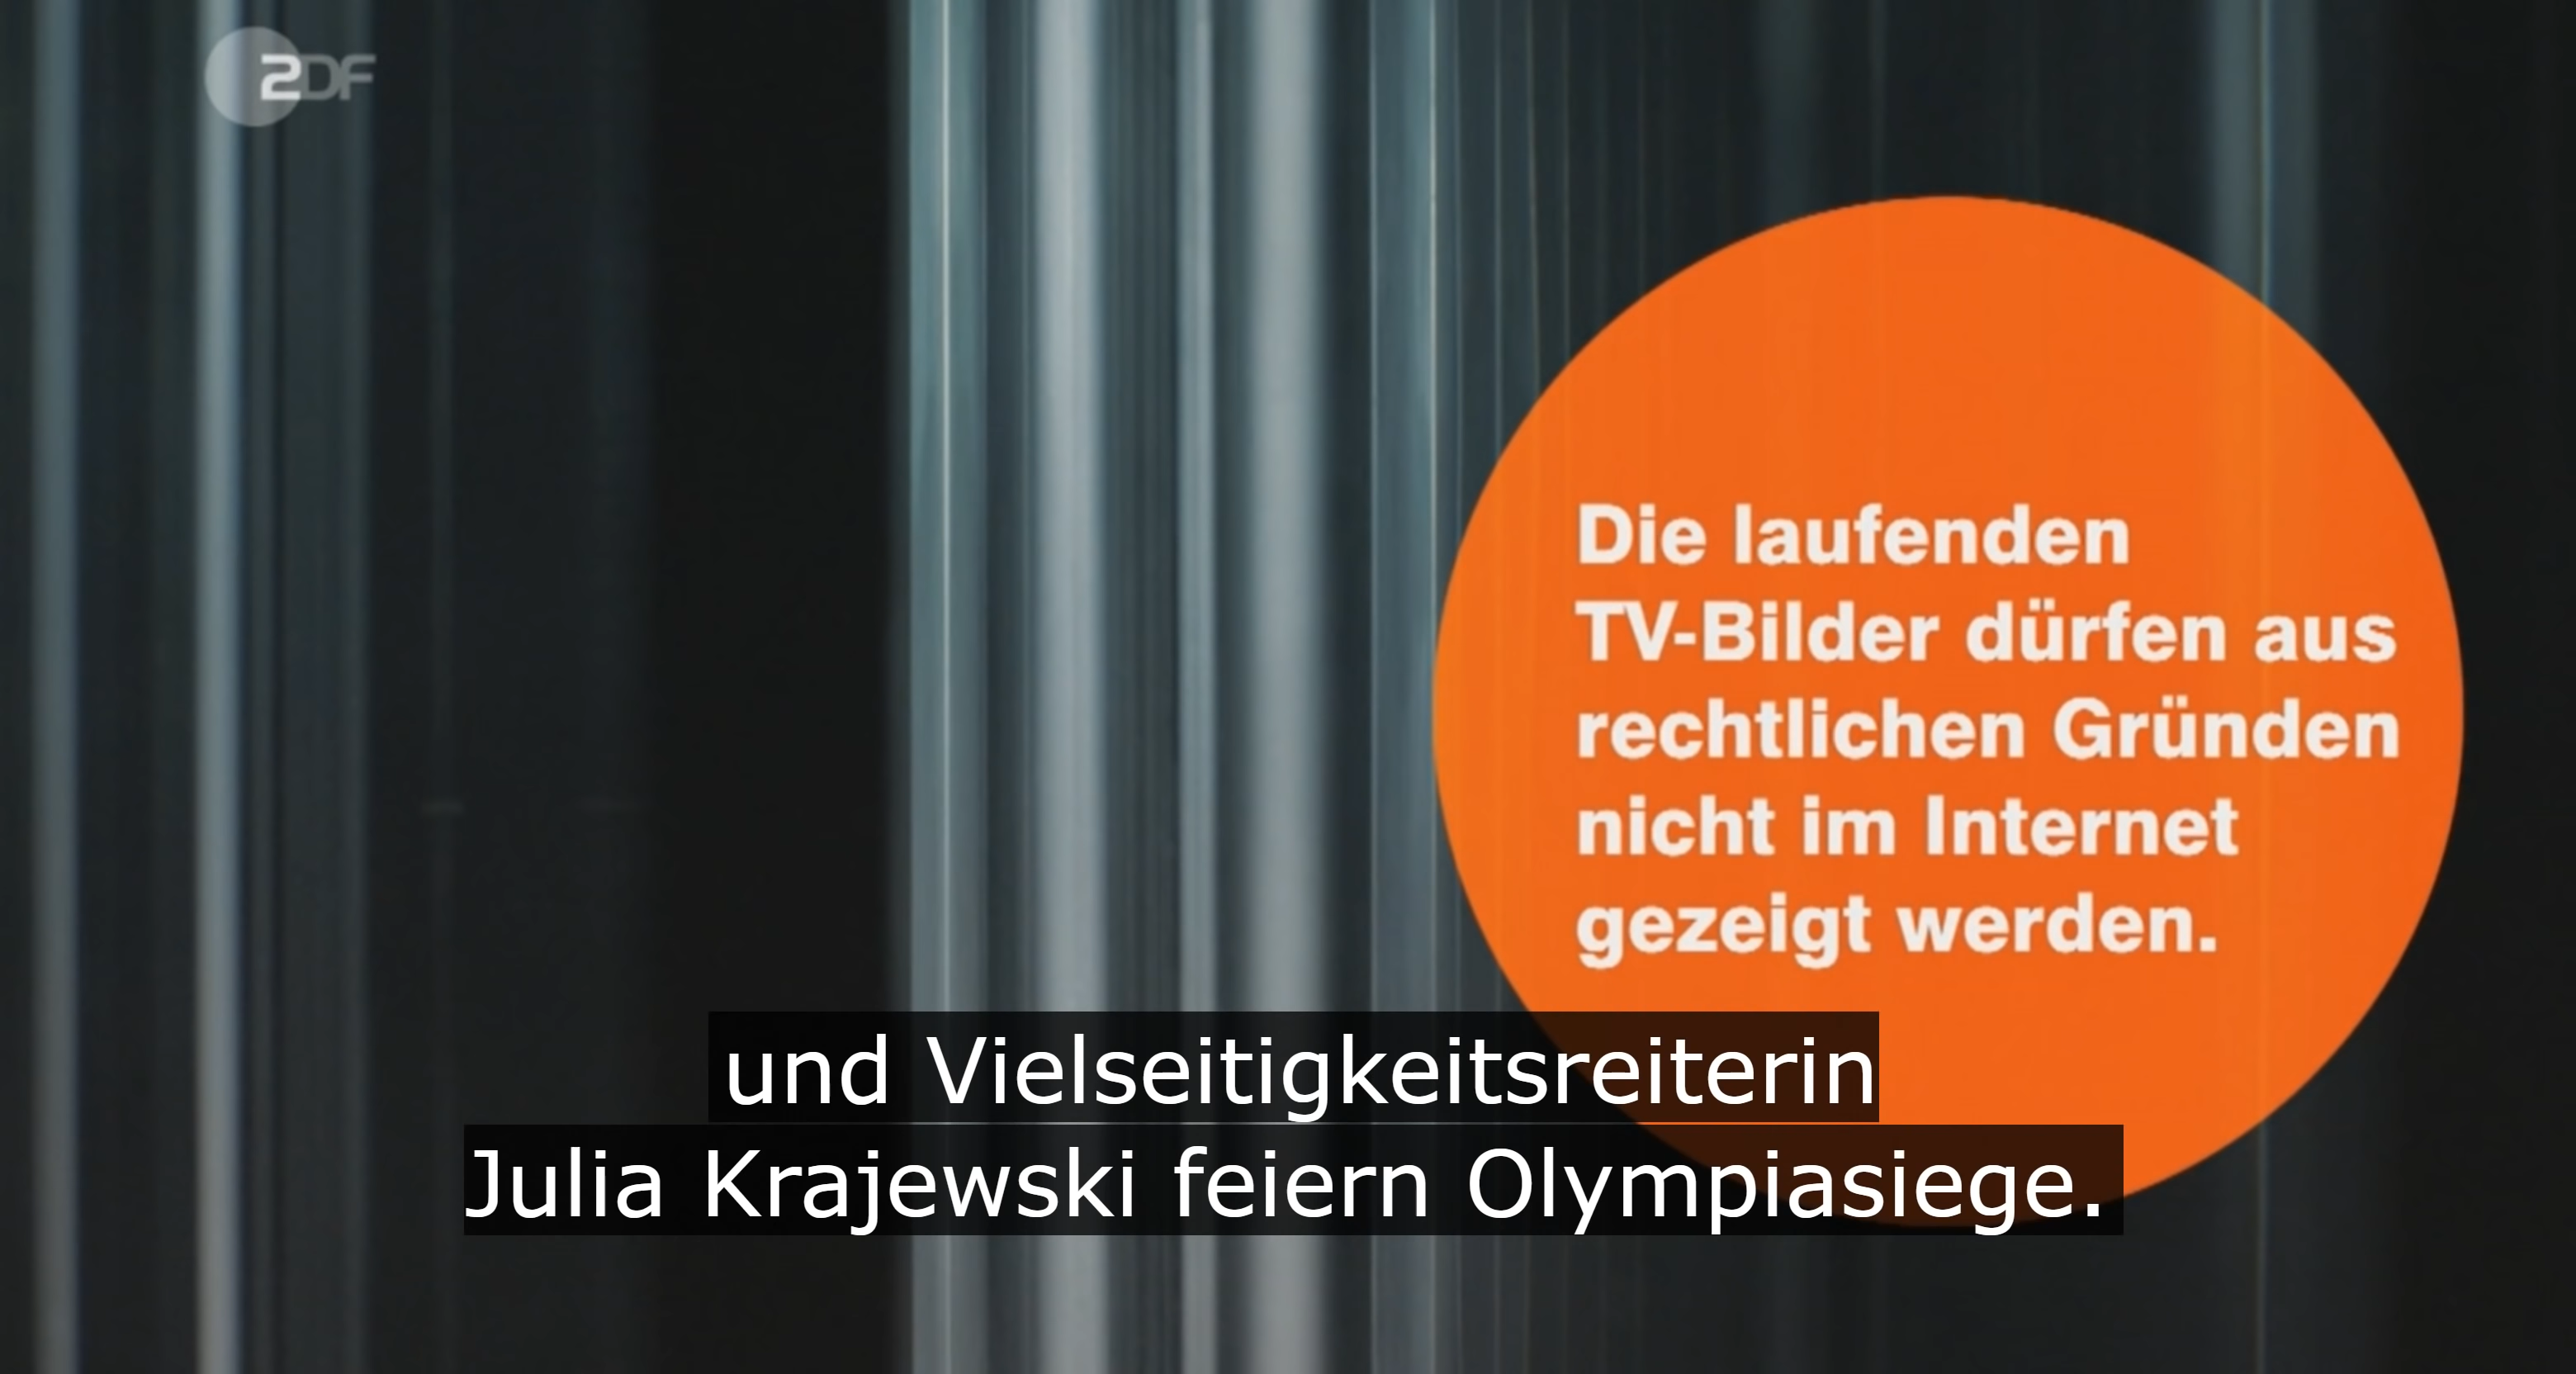 ZDF
Die laufenden
TV-Bilder dürfen aus
rechtlichen Gründen
nicht im Internet
gezeigt werden.
und Vielseitigkeitsreiterin
Julia Krajewski feiern Olympiasiege.